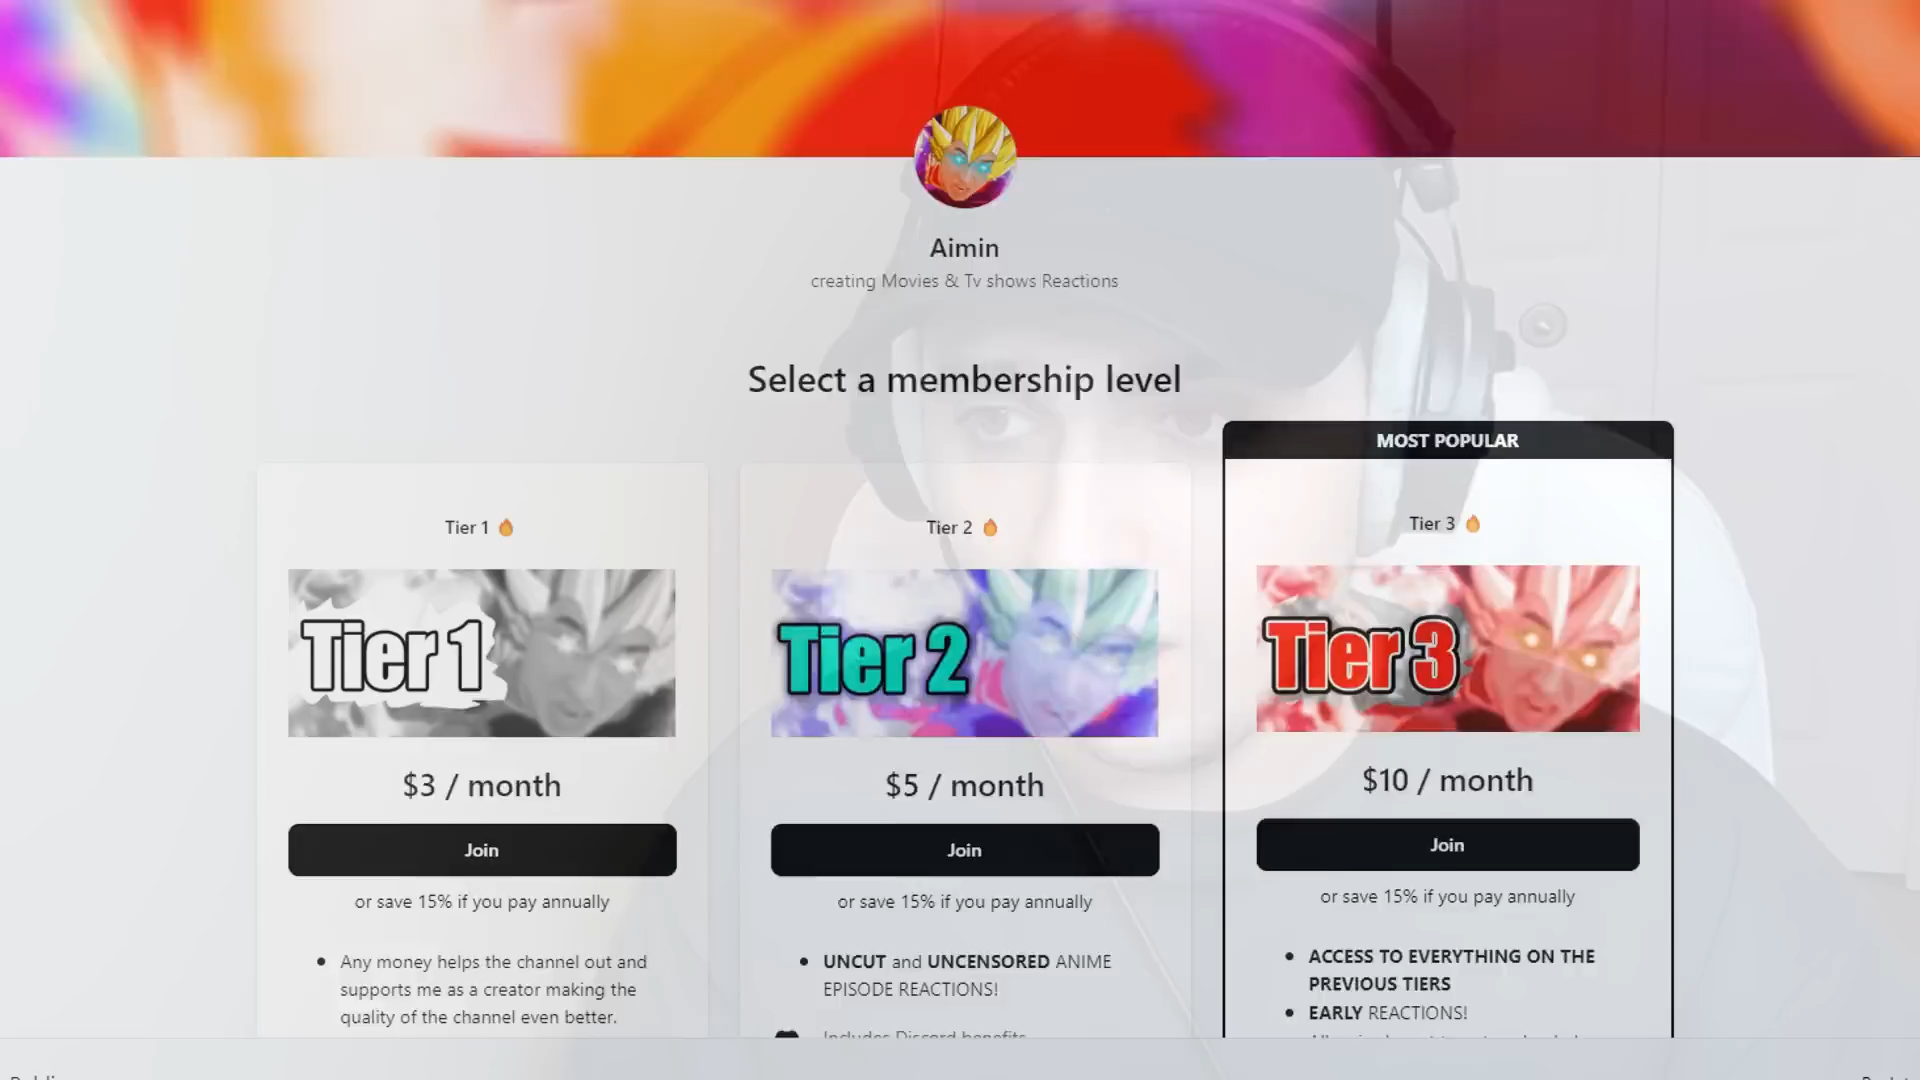 Aimin
creating Movies & Tv shows Reactions
Select a membership level
Tier 1
Tier 1
$3 / month
Join
or save 15% if you pay annually
Any money helps the channel out and
supports me as a creator making the
quality of the channel even better.
Tier 2
Tier 2
$5 / month
Join
or save 15% if you pay annually
UNCUT and UNCENSORED ANIME
EPISODE REACTIONS!
Includes Discord benefits
MOST POPULAR
Tier 3
Tier 3
$10 / month
Join
or save 15% if you pay annually
ACCESS TO EVERYTHING ON THE
PREVIOUS TIERS
EARLY REACTIONS!